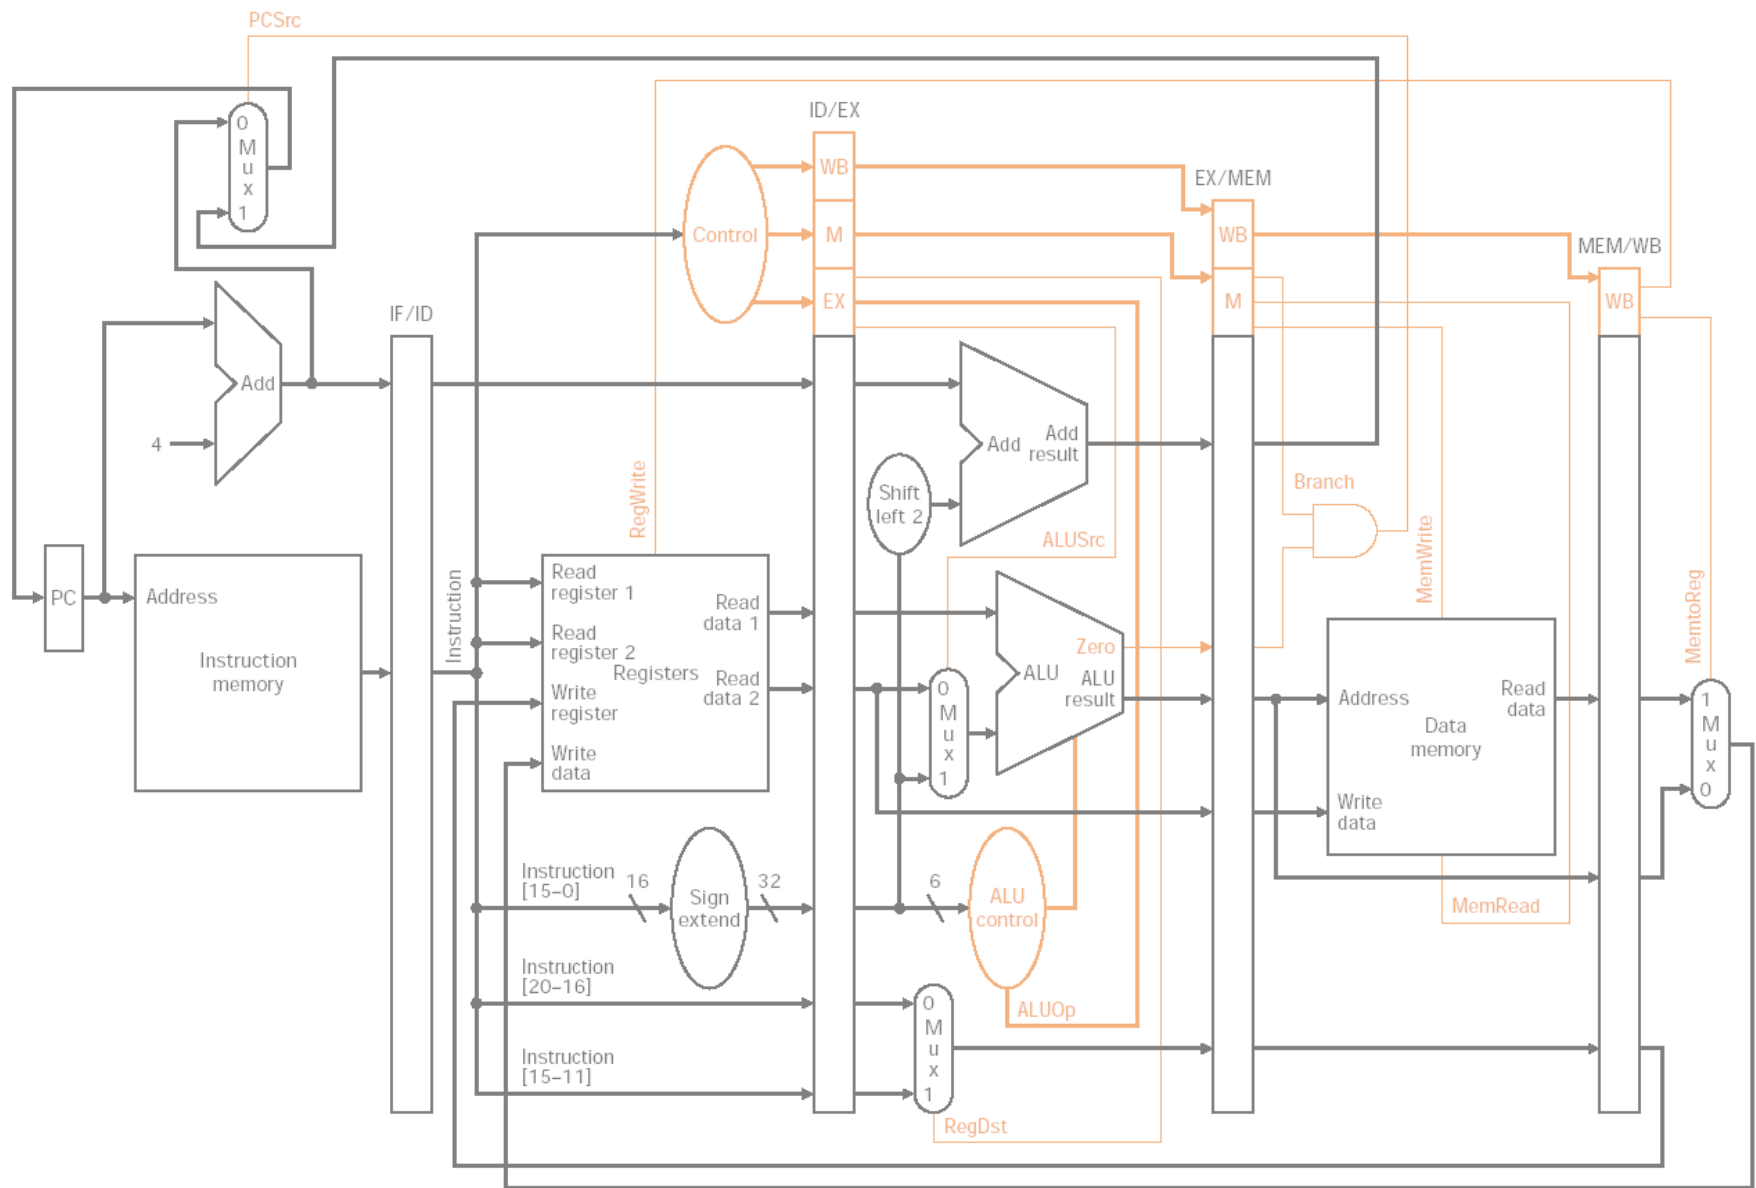 PCSrc
ID/EX
0
M
u
x
1
WB
EX/MEM
Control
M
WB
MEM/WB
EX
M
WB
IF/ID
Add
4
Add
Add
result
RegWrite
Shift
left 2
Branch
ALUSrc
MemWrite
PC
Address
Instruction
memory
Instruction
Read
register 1
Read
register 2
Write
register
Write
data
Registers
Read
data 1
Read
data 2
0
M
u
x
1
Zero
ALU
ALU
result
Address
Read
data
Data
memory
Write
data
MemtoReg
1
M
u
x
0
Instruction
[15–0]
16
Sign
extend
32
6
ALU
control
MemRead
Instruction
[20–16]
0
M
u
x
1
ALUOp
Instruction
[15–11]
RegDst